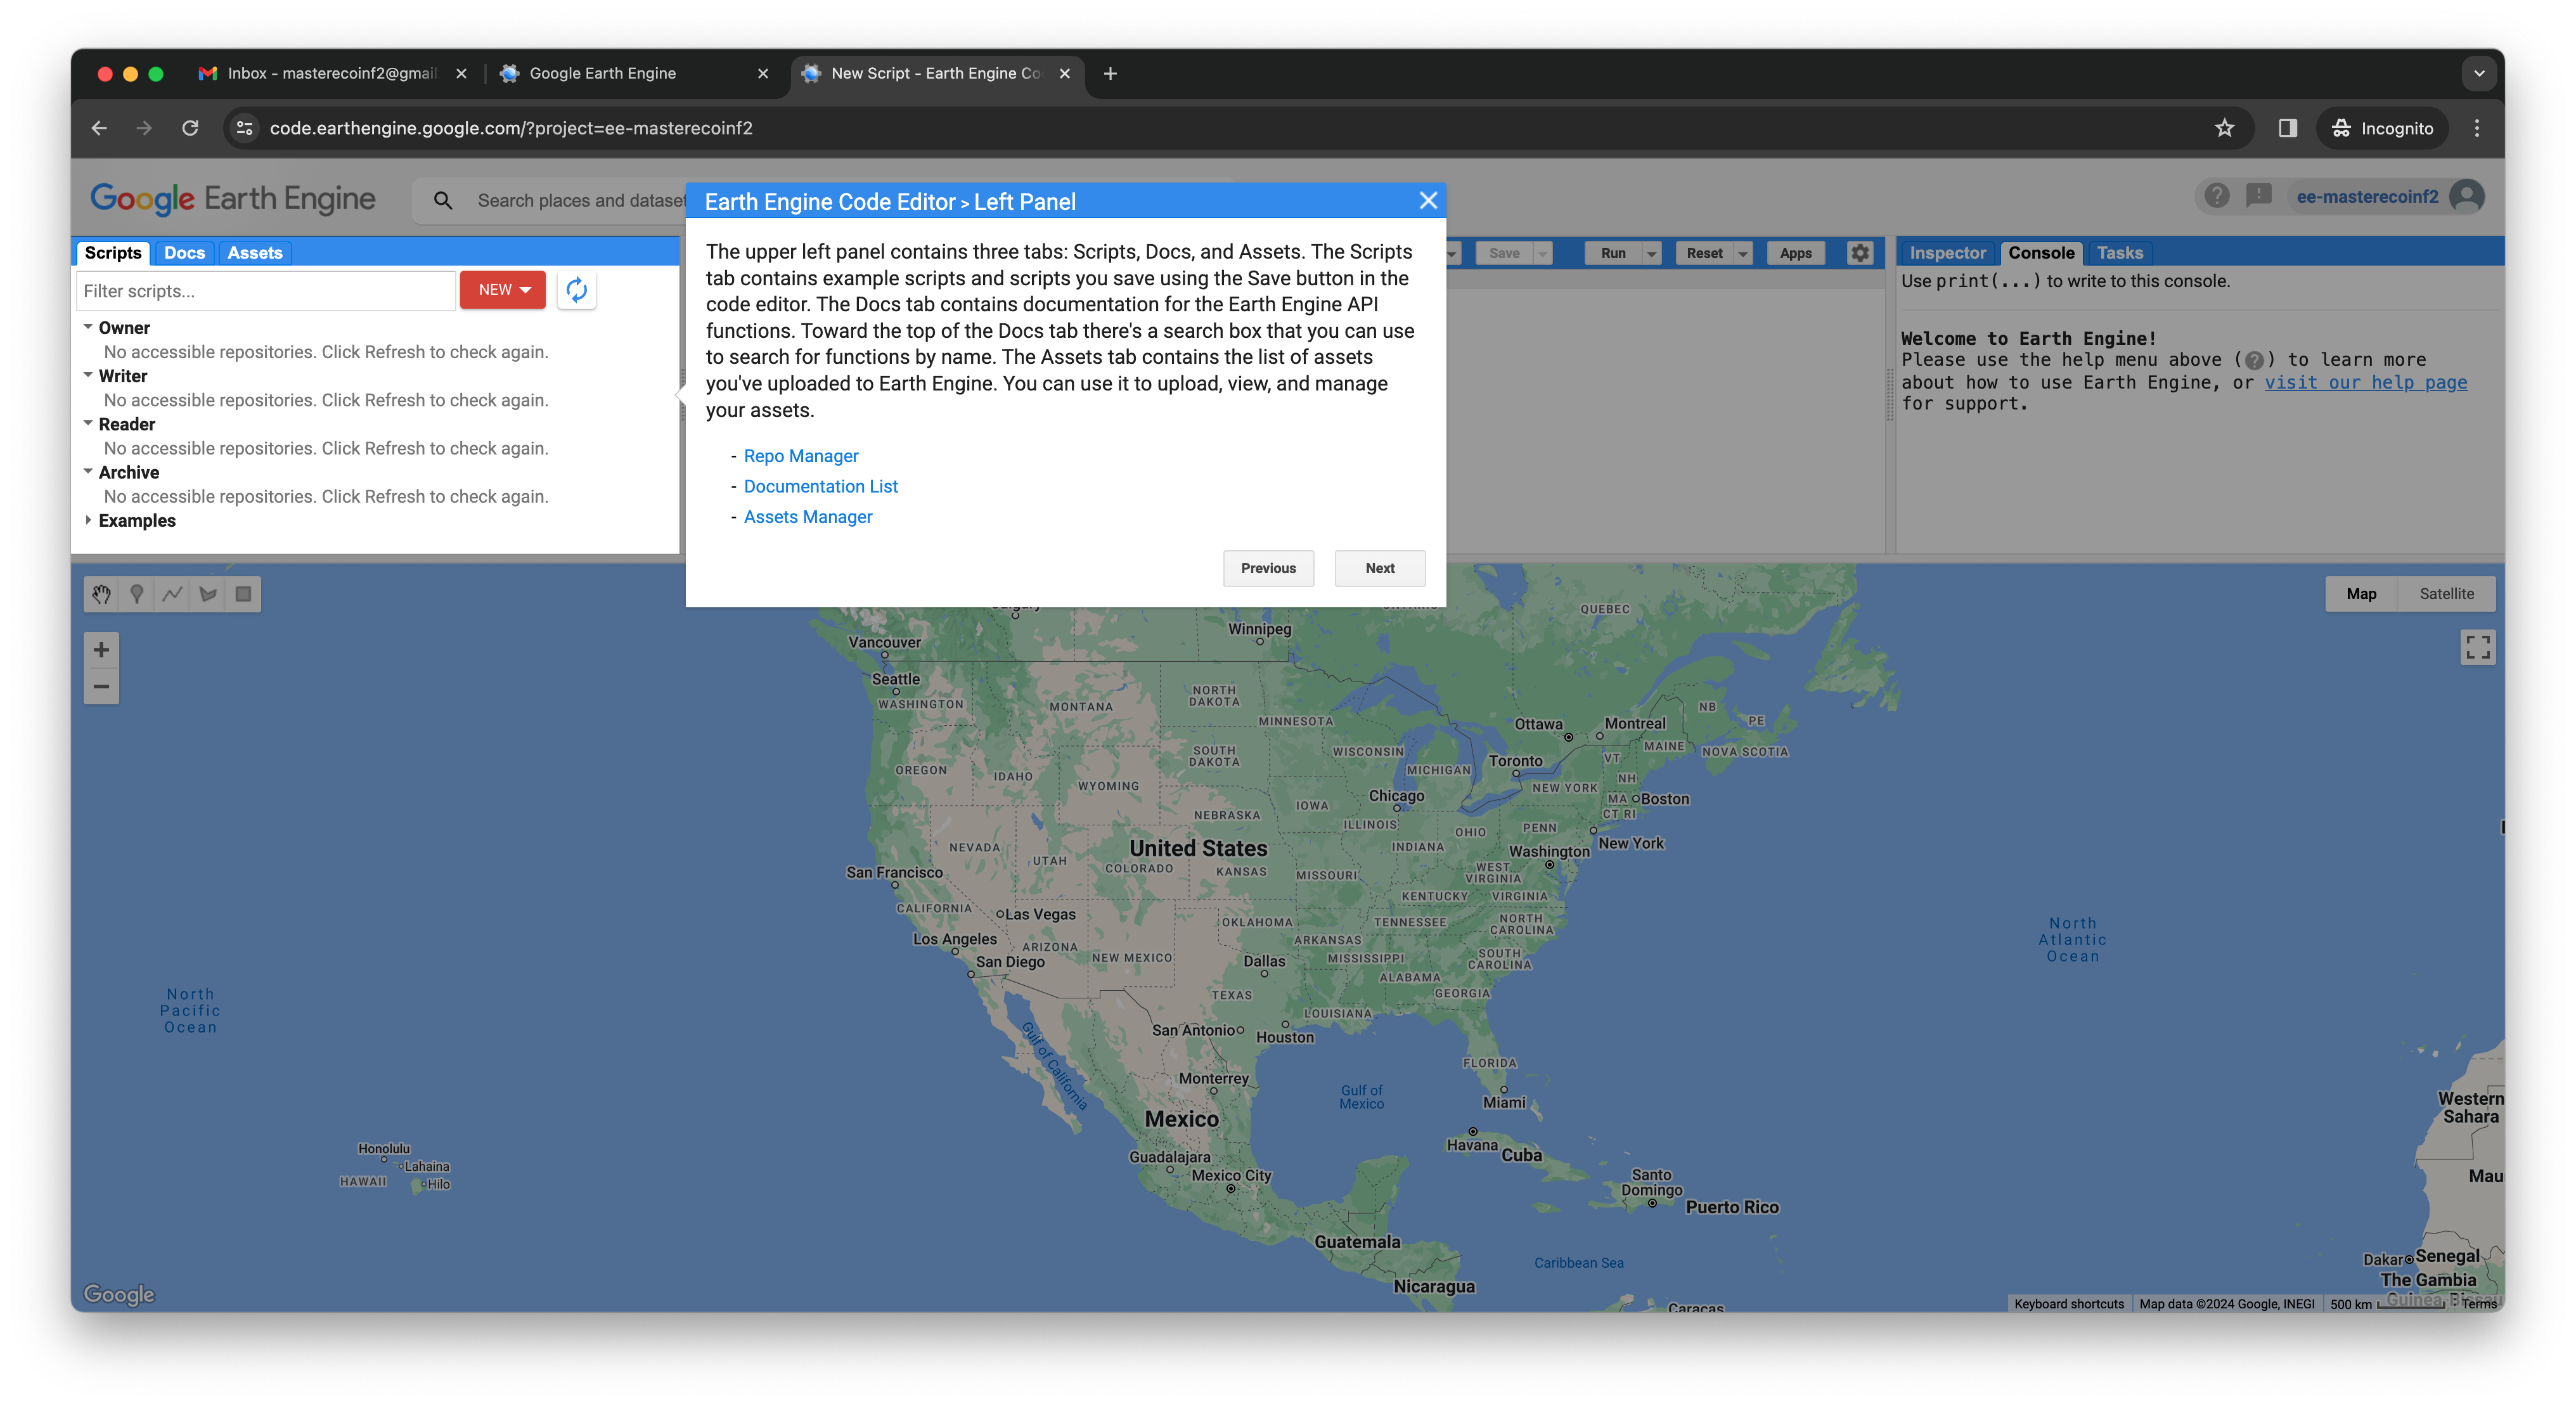 Inbox - masterecoinf2@gmail
Google Earth Engine
New Script - Earth Engine Co
code.earthengine.google.com/?project=ee-masterecoinf2
Incognito
Google Earth Engine
Search places and dataset
ee-masterecoinf2
Earth Engine Code Editor > Left Panel
The upper left panel contains three tabs: Scripts, Docs, and Assets. The Scripts
tab contains example scripts and scripts you save using the Save button in the
code editor. The Docs tab contains documentation for the Earth Engine API
functions. Toward the top of the Docs tab there's a search box that you can use
to search for functions by name. The Assets tab contains the list of assets
you've uploaded to Earth Engine. You can use it to upload, view, and manage
your assets.
- Repo Manager
- Documentation List
- Assets Manager
Previous
Next
Scripts
Docs
Assets
Filter scripts...
NEW
Owner
No accessible repositories. Click Refresh to check again.
Writer
No accessible repositories. Click Refresh to check again.
Reader
No accessible repositories. Click Refresh to check again.
Archive
No accessible repositories. Click Refresh to check again.
Examples
Save
Run
Reset
Apps
Inspector
Console
Tasks
Use print(...) to write to this console.
Welcome to Earth Engine!
Please use the help menu above (?) to learn more
about how to use Earth Engine, or visit our help page
for support.
Map
Satellite
QUEBEC
Winnipeg
Vancouver
Seattle
WASHINGTON
MONTANA
NORTH
DAKOTA
MINNESOTA
Ottawa
Montreal
NB
PE
MAINE
NOVA SCOTIA
SOUTH
DAKOTA
WISCONSIN
MICHIGAN
Toronto
VT
NH
OREGON
IDAHO
WYOMING
NEW YORK
MA
Boston
Chicago
IOWA
CT RI
NEBRASKA
ILLINOIS
OHIO
PENN
New York
NEVADA
UTAH
United States
COLORADO
KANSAS
INDIANA
Washington
MISSOURI
WEST
VIRGINIA
San Francisco
KENTUCKY
VIRGINIA
CALIFORNIA
Las Vegas
OKLAHOMA
TENNESSEE
NORTH
CAROLINA
North
Atlantic
Ocean
Los Angeles
ARIZONA
NEW MEXICO
ARKANSAS
MISSISSIPPI
SOUTH
CAROLINA
San Diego
Dallas
ALABAMA
GEORGIA
TEXAS
LOUISIANA
North
Pacific
Ocean
San Antonio
Houston
Gulf of California
FLORIDA
Monterrey
Gulf of
Mexico
Miami
Western
Sahara
Mexico
Havana
Cuba
Honolulu
Lahaina
HAWAII
Hilo
Guadalajara
Mexico City
Santo
Domingo
Puerto Rico
Mau
Guatemala
Caribbean Sea
Dakar
Senegal
The Gambia
Nicaragua
Caracas
Guinea-Bissau
Google
Keyboard shortcuts
Map data ©2024 Google, INEGI
500 km
Terms